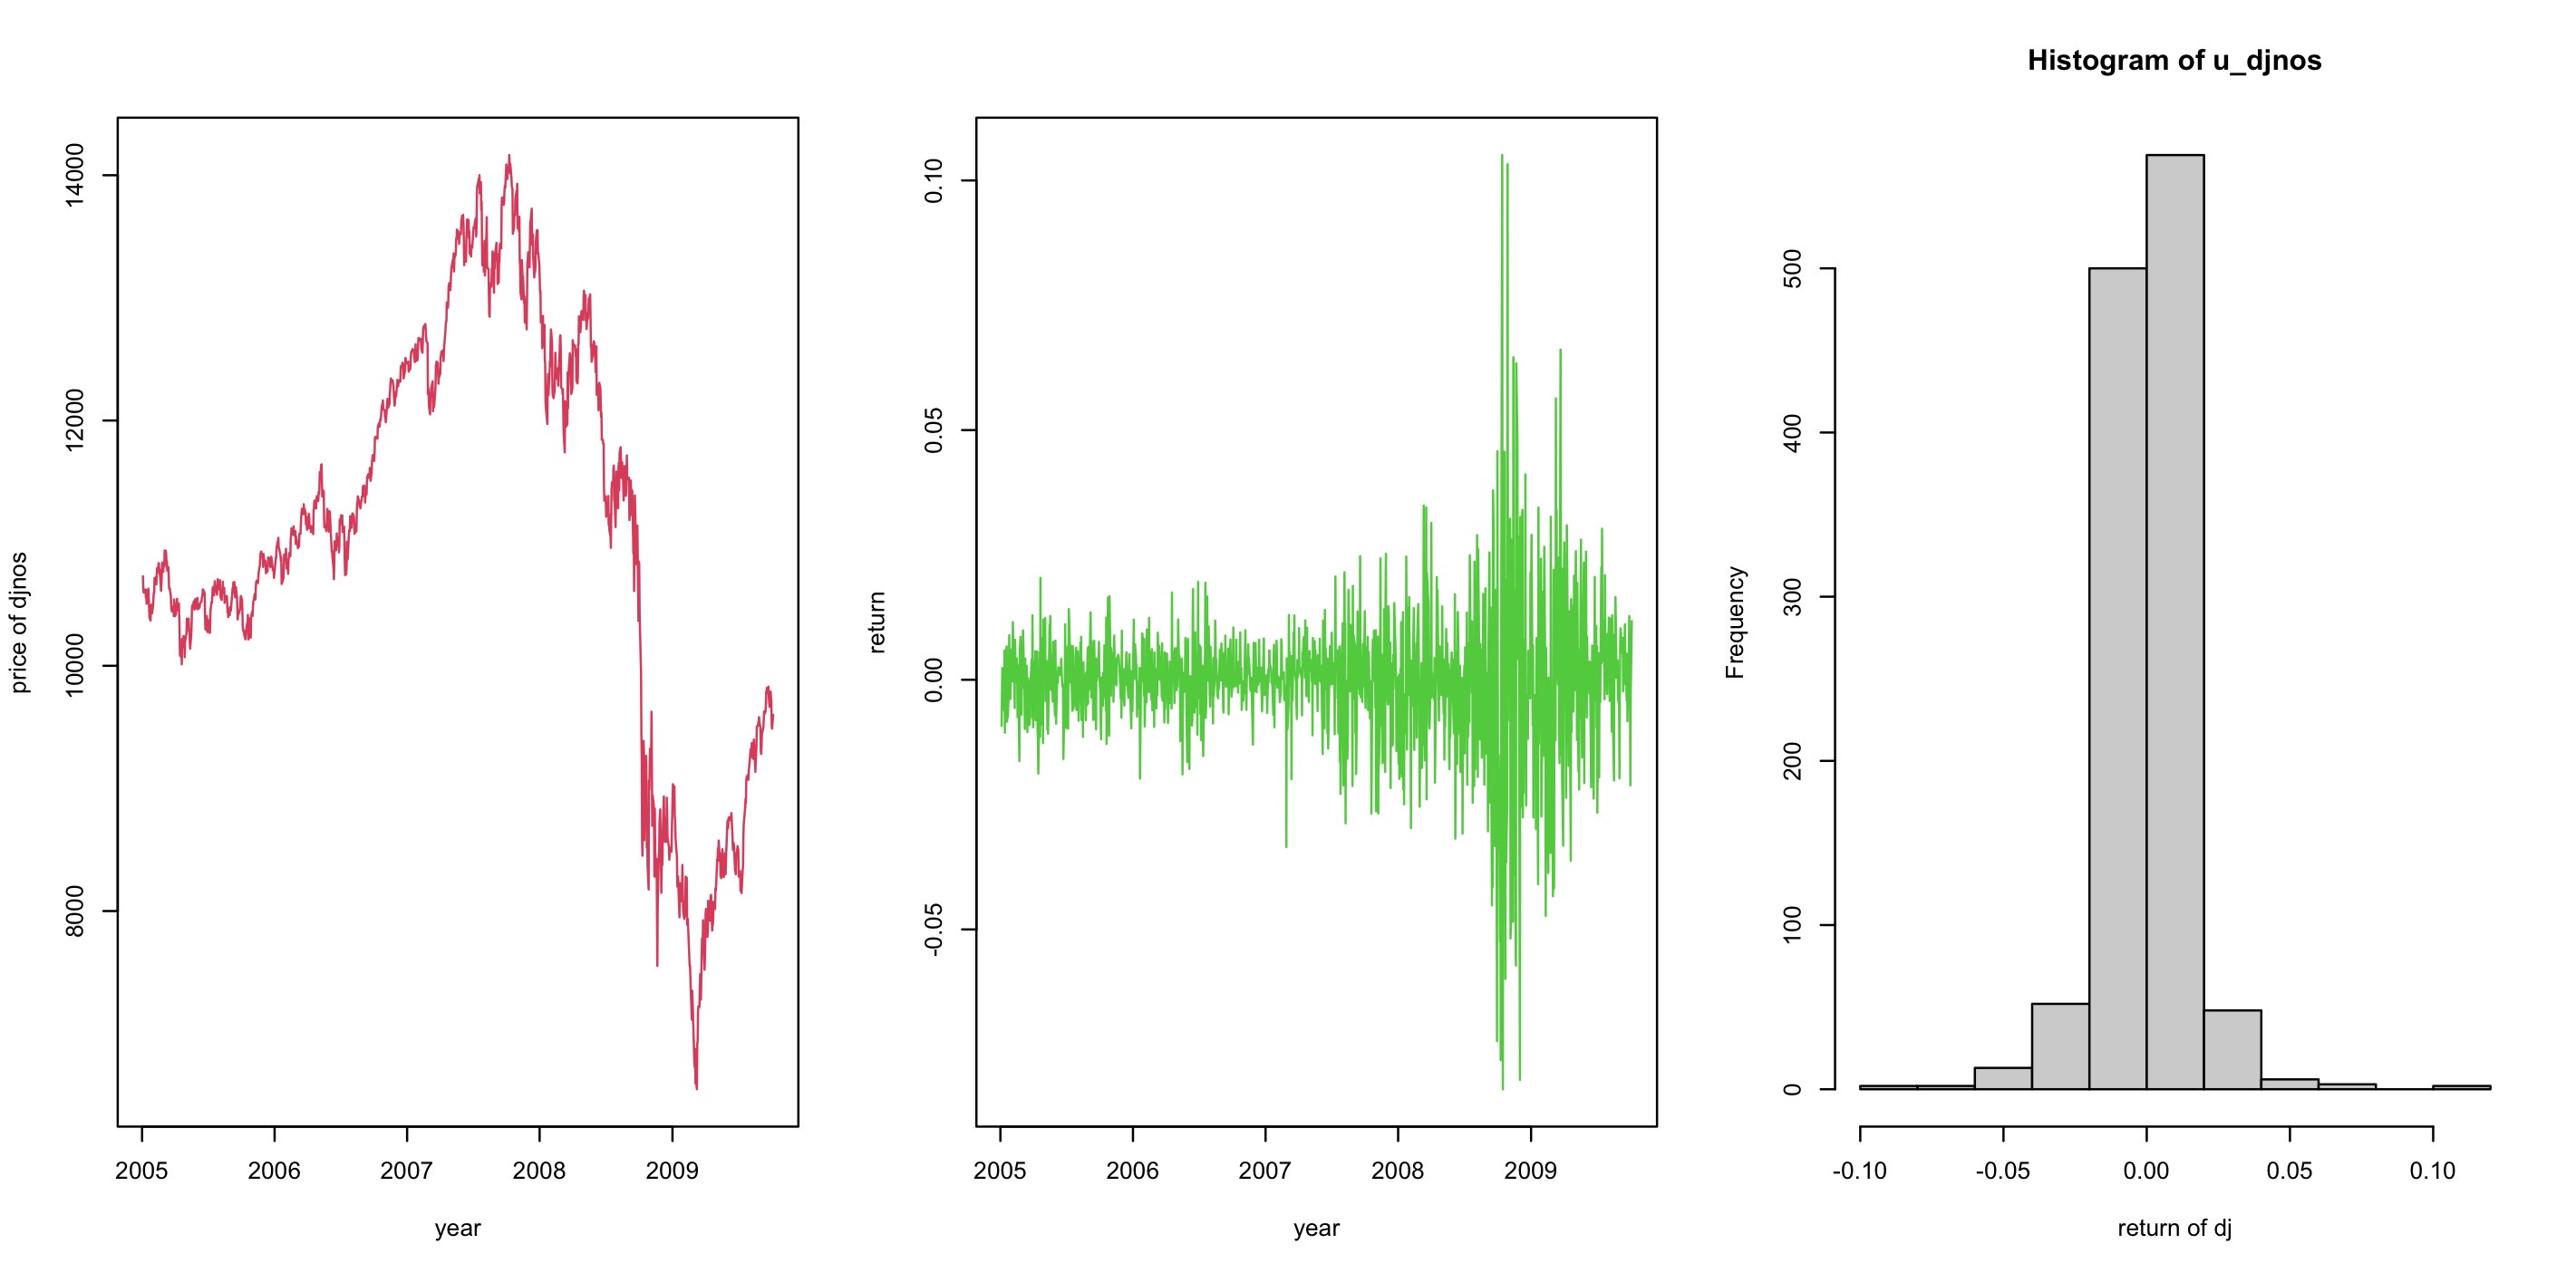 price of djnos
14000
12000
10000
8000
2005 2006 2007 2008 2009
year
return
0.10
0.05
0.00
-0.05
2005 2006 2007 2008 2009
year
Histogram of u_djnos
Frequency
500
400
300
200
100
0
-0.10 -0.05 0.00 0.05 0.10
return of dj